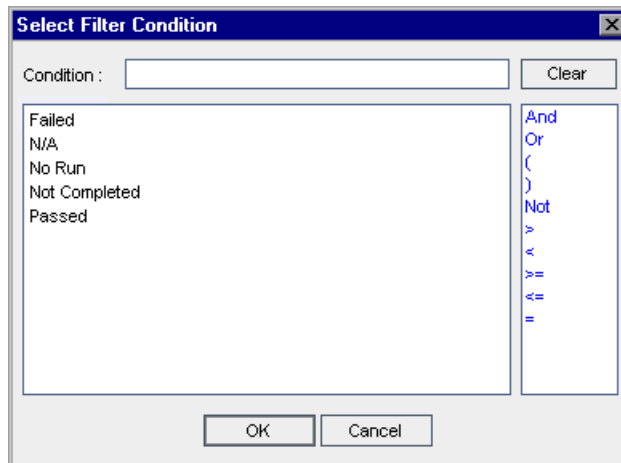 Select Filter Condition
Condition :
Clear
Failed
N/A
No Run
Not Completed
Passed
And
Or
(
)
Not
>
<
>=
<=
=
OK
Cancel